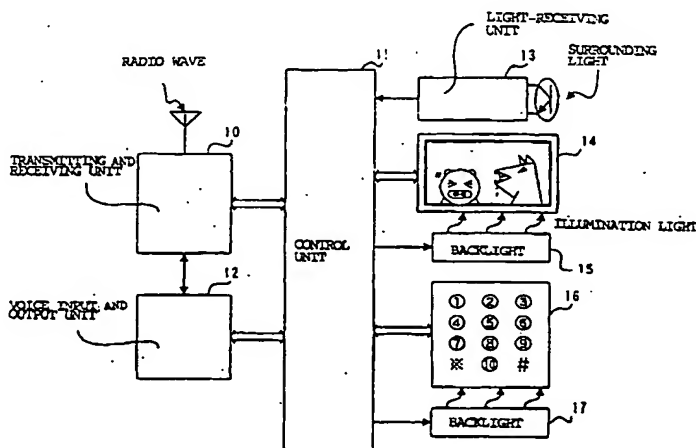 LIGHT-RECEIVING
UNIT
11
13
SURROUNDING
LIGHT
RADIO WAVE
10
14
TRANSMITTING AND
RECEIVING UNIT
ILLUMINATION LIGHT
CONTROL
UNIT
BACKLIGHT
15
12
16
VOICE INPUT AND
OUTPUT UNIT
① ② ③
④ ⑤ ⑥
⑦ ⑧ ⑨
※ ⑩ #
17
BACKLIGHT